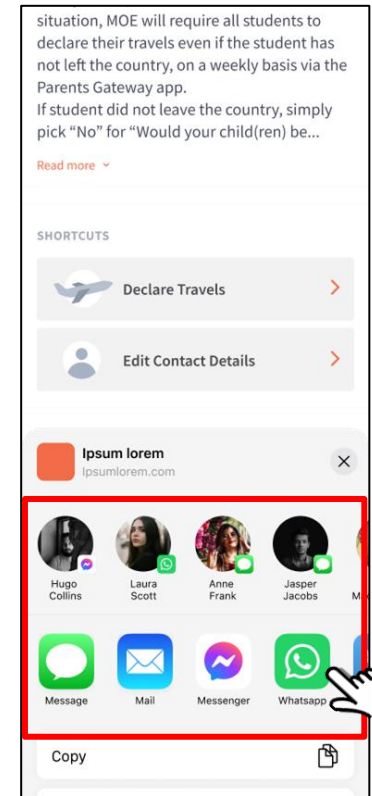 situation, MOE will require all students to
declare their travels even if the student has
not left the country, on a weekly basis via the
Parents Gateway app.
If student did not leave the country, simply
pick “No” for “Would your child(ren) be...
Read more
SHORTCUTS
Declare Travels
Edit Contact Details
Ipsum lorem
Ipsumlorem.com
Hugo
Collins
Laura
Scott
Anne
Frank
Jasper
Jacobs
Message
Mail
Messenger
Whatsapp
Copy